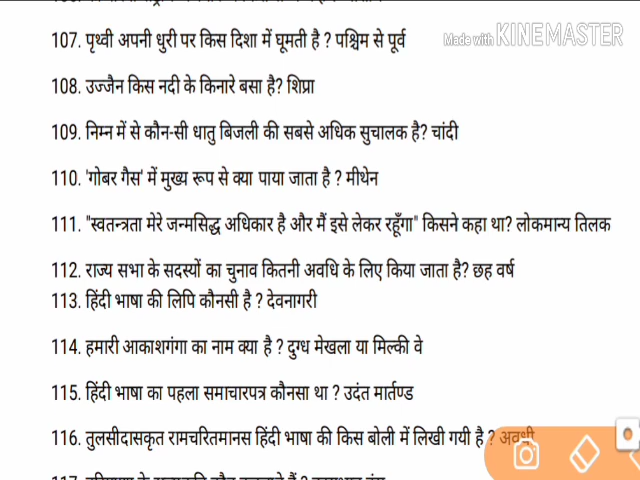 Made with KINEMASTER
107. पृथ्वी अपनी धुरी पर किस दिशा में घूमती है ? पश्चिम से पूर्व
108. उज्जैन किस नदी के किनारे बसा है? शिप्रा
109. निम्न में से कौन-सी धातु बिजली की सबसे अधिक सुचालक है? चांदी
110. 'गोबर गैस' में मुख्य रूप से क्या पाया जाता है ? मीथेन
111. "स्वतन्त्रता मेरे जन्मसिद्ध अधिकार है और मैं इसे लेकर रहूँगा" किसने कहा था? लोकमान्य तिलक
112. राज्य सभा के सदस्यों का चुनाव कितनी अवधि के लिए किया जाता है? छह वर्ष
113. हिंदी भाषा की लिपि कौनसी है ? देवनागरी
114. हमारी आकाशगंगा का नाम क्या है ? दुग्ध मेखला या मिल्की वे
115. हिंदी भाषा का पहला समाचारपत्र कौनसा था ? उदंत मार्तण्ड
116. तुलसीदासकृत रामचरितमानस हिंदी भाषा की किस बोली में लिखी गयी है ? अवधी